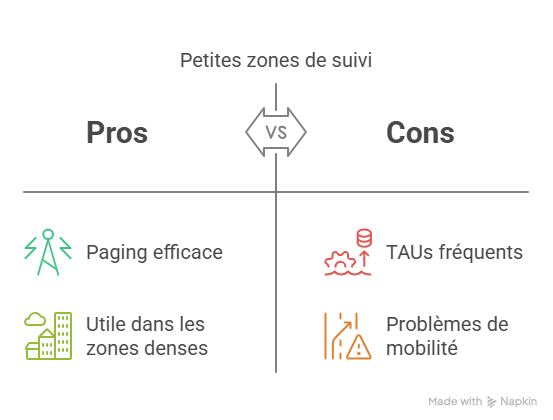 Petites zones de suivi
Pros
VS
Cons
Paging efficace
TAUs fréquents
Utile dans les
zones denses
Problèmes de
mobilité
Made with Napkin